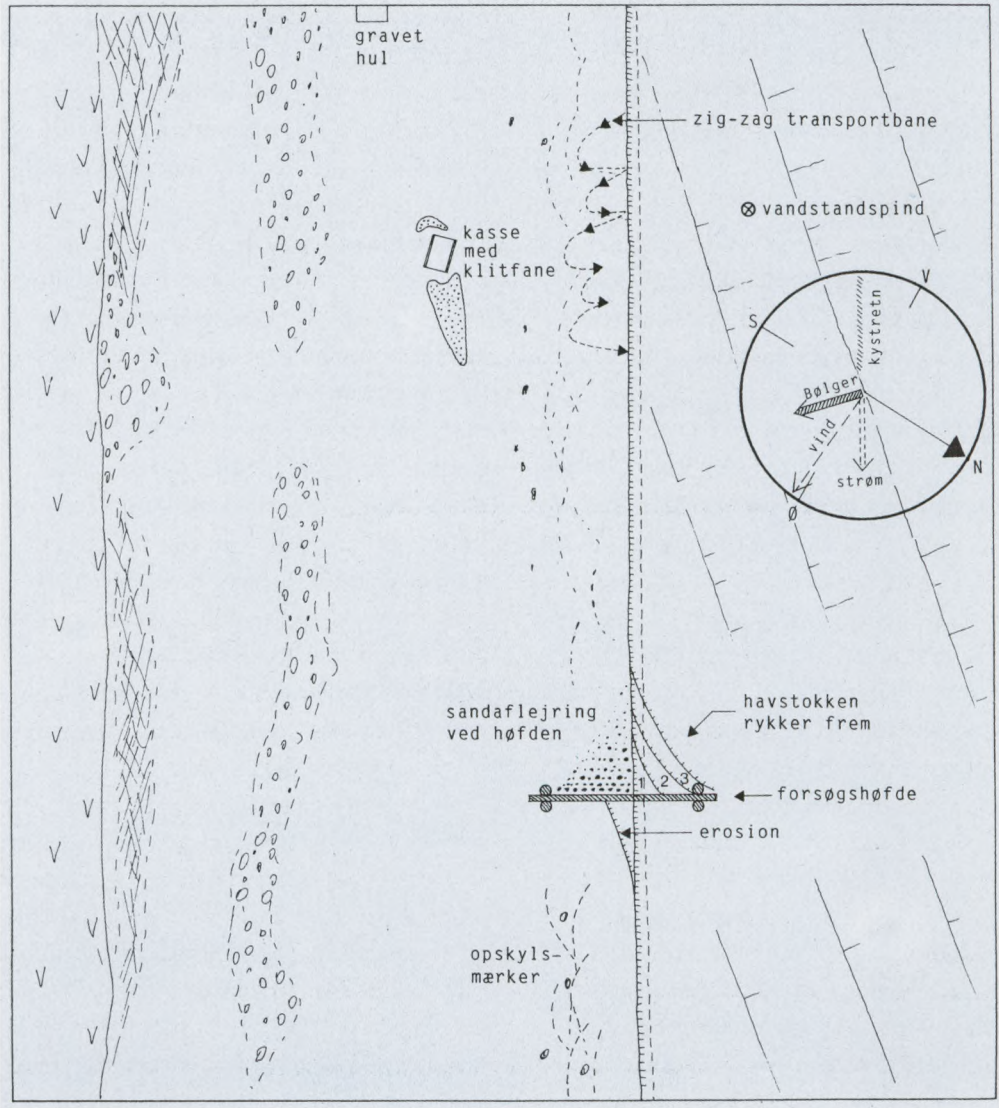 gravet
hul
zig-zag transportbane
vandstandspind
kasse
med
klitfane
V
S
kystretn
Bølger
vind
strøm
N
Ø
sandaflejring
ved høfden
havstokken
rykker frem
1 2 3
forsøgshøfde
erosion
opskyls-
mærker